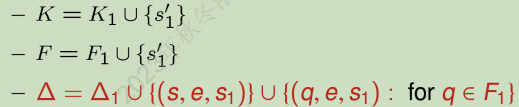 – K = K₁ ∪ {s′₁}
– F = F₁ ∪ {s′₁}
– Δ = Δ₁ ∪ {(s, e, s₁)} ∪ {(q, e, s₁) : for q ∈ F₁}